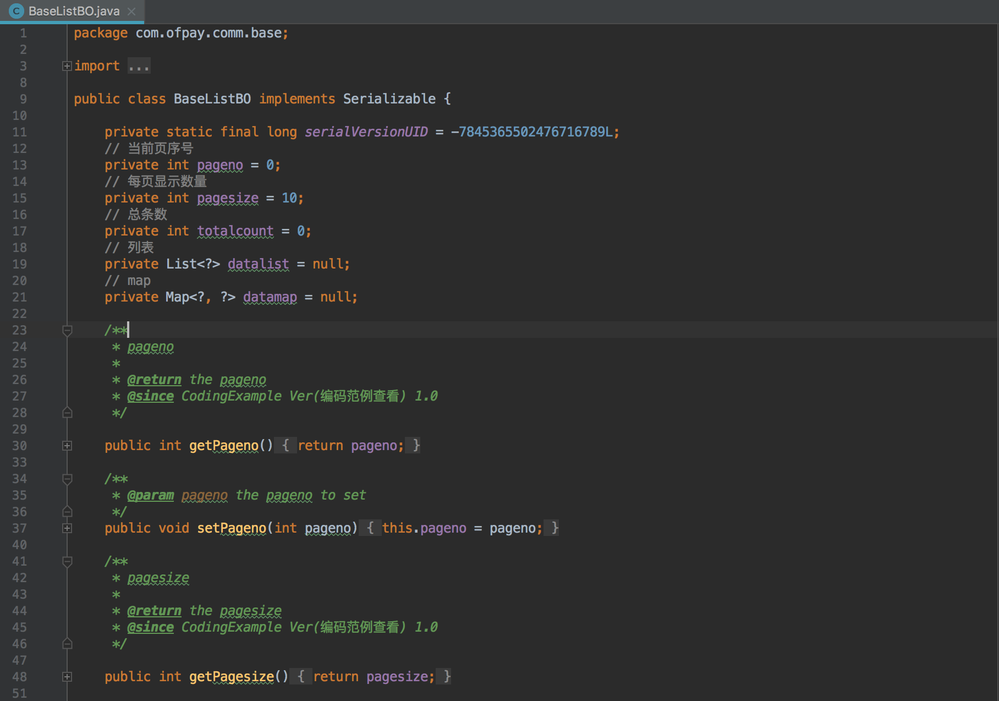 BaseListBO.java
1 package com.ofpay.comm.base;
2
3 import ...
8
9 public class BaseListBO implements Serializable {
10
11 private static final long serialVersionUID = -7845365502476716789L;
12 // 当前页序号
13 private int pageno = 0;
14 // 每页显示数量
15 private int pagesize = 10;
16 // 总条数
17 private int totalcount = 0;
18 // 列表
19 private List<?> datalist = null;
20 // map
21 private Map<?, ?> datamap = null;
22
23 /**
24 * pageno
25 *
26 * @return the pageno
27 * @since CodingExample Ver(编码范例查看) 1.0
28 */
29
30 public int getPageno() { return pageno; }
33
34 /**
35 * @param pageno the pageno to set
36 */
37 public void setPageno(int pageno) { this.pageno = pageno; }
40
41 /**
42 * pagesize
43 *
44 * @return the pagesize
45 * @since CodingExample Ver(编码范例查看) 1.0
46 */
47
48 public int getPagesize() { return pagesize; }
51